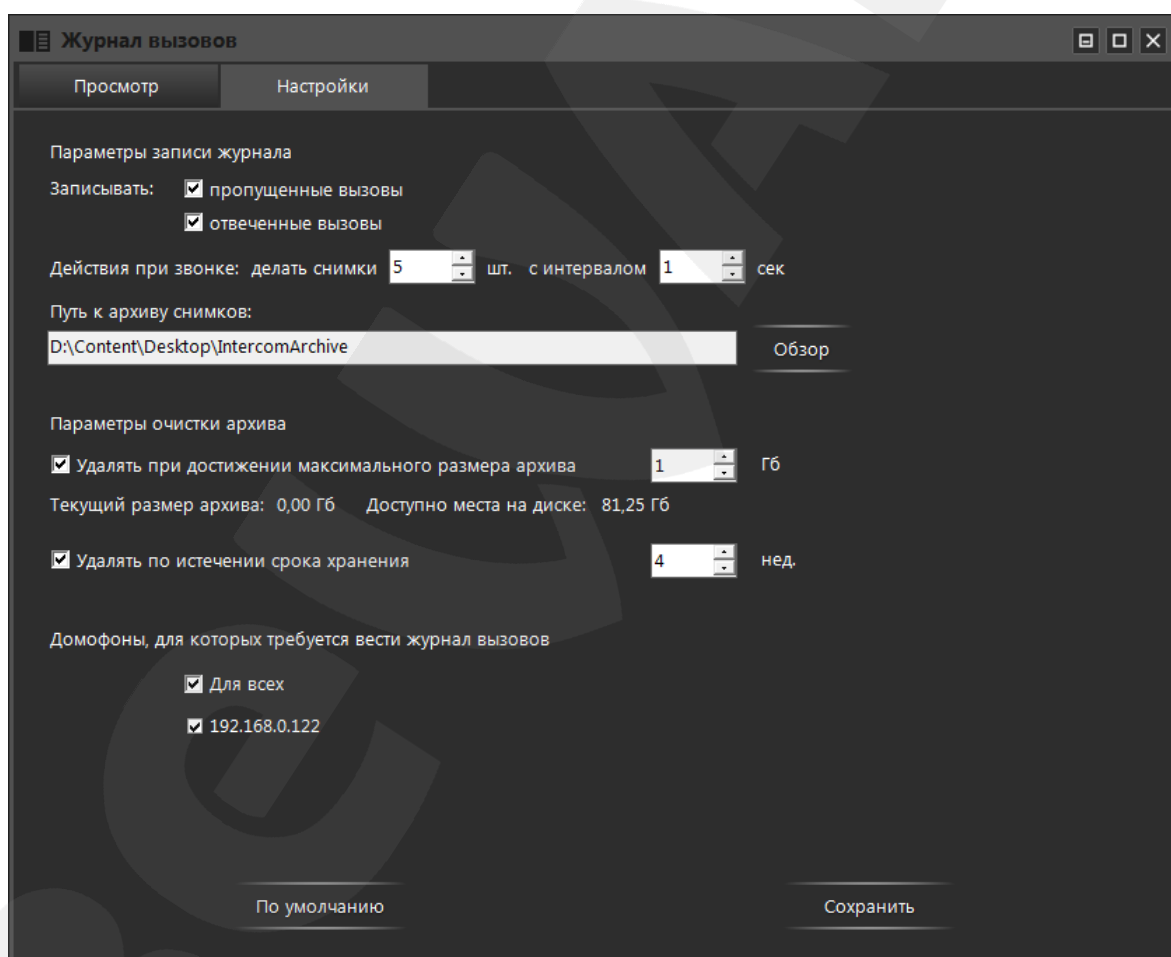 Журнал вызовов
Просмотр Настройки
Параметры записи журнала
Записывать: пропущенные вызовы
отвеченные вызовы
Действия при звонке: делать снимки 5 шт. с интервалом 1 сек
Путь к архиву снимков:
D:\Content\Desktop\IntercomArchive Обзор
Параметры очистки архива
Удалять при достижении максимального размера архива 1 Гб
Текущий размер архива: 0,00 Гб Доступно места на диске: 81,25 Гб
Удалять по истечении срока хранения 4 нед.
Домофоны, для которых требуется вести журнал вызовов
Для всех
192.168.0.122
По умолчанию Сохранить